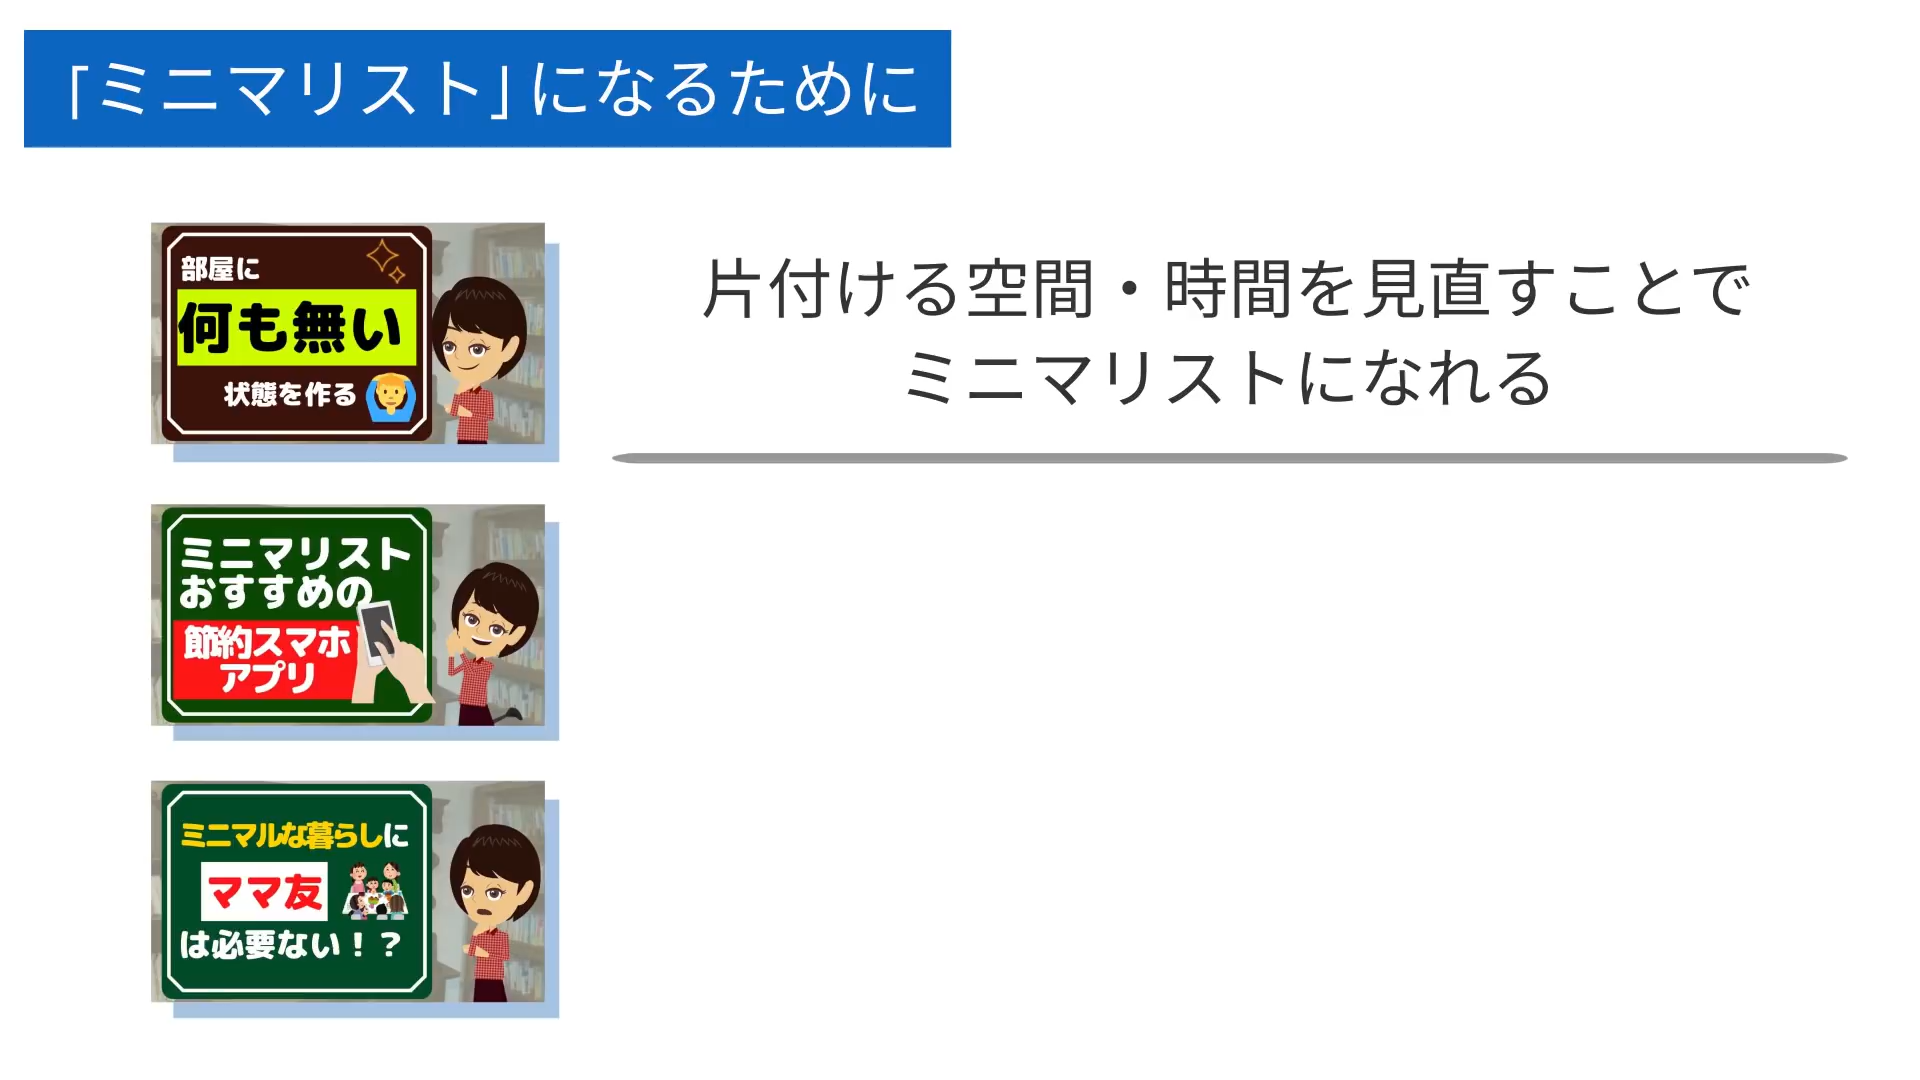 「ミニマリスト」になるために
部屋に
何も無い
状態を作る
片付ける空間・時間を見直すことで
ミニマリストになれる
ミニマリスト
おすすめの
節約スマホ
アプリ
ミニマルな暮らしに
ママ友
は必要ない！？